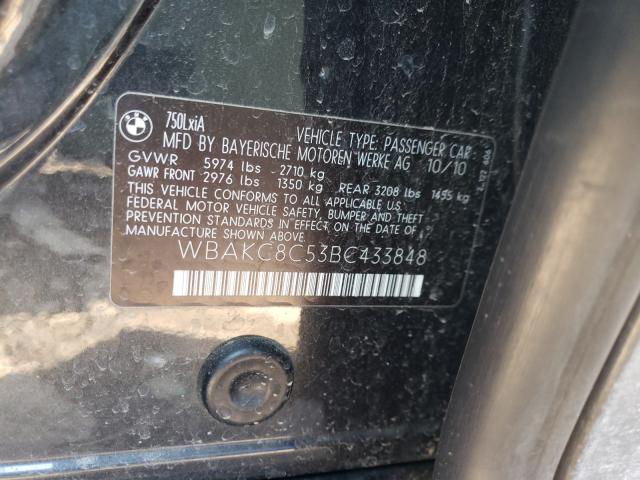 BMW
750LxiA
VEHICLE TYPE: PASSENGER CAR
MFD BY BAYERISCHE MOTOREN WERKE AG 10/10
GVWR 5974 lbs 2710 kg
GAWR FRONT 2976 lbs 1350 kg REAR 3208 lbs 1455 kg
THIS VEHICLE CONFORMS TO ALL APPLICABLE U.S.
FEDERAL MOTOR VEHICLE SAFETY, BUMPER AND THEFT
PREVENTION STANDARDS IN EFFECT ON THE DATE OF
MANUFACTURE SHOWN ABOVE.
WBAKC8C53BC433848